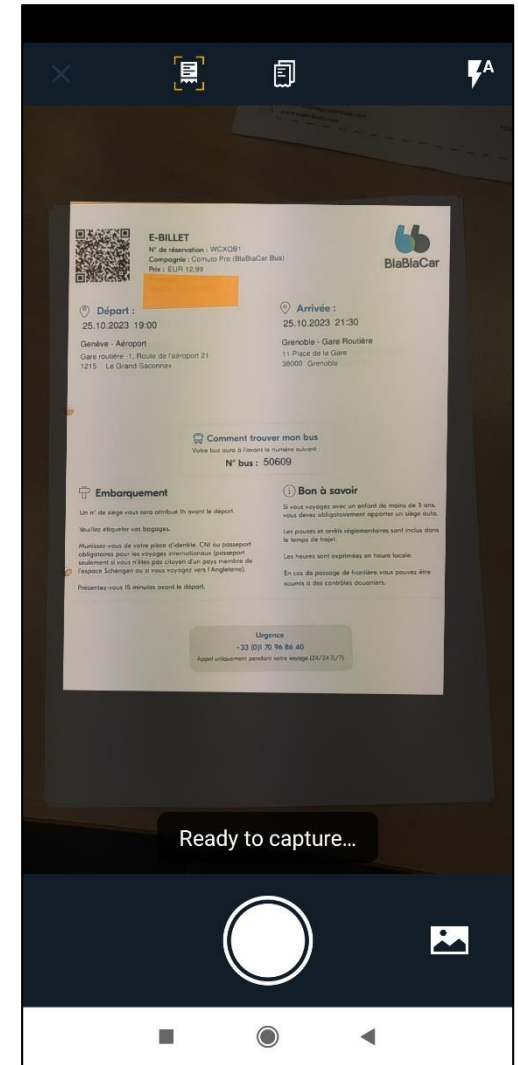 A
E-BILLET
N° de réservation : WCXQB1
Compagnie : Comuto Pro (BlaBlaCar Bus)
Prix : EUR 12,99
BlaBlaCar
Départ :
25.10.2023 19:00
Genève - Aéroport
Gare routière -1, Route de l'aéroport 21
1215 Le Grand Saconnex
Arrivée :
25.10.2023 21:30
Grenoble - Gare Routière
11 Place de la Gare
38000 Grenoble
Comment trouver mon bus
Votre bus aura à l'avant le numéro suivant :
N° bus : 50609
Embarquement
Un n° de siège vous sera attribué 1h avant le départ.
Veuillez étiqueter vos bagages.
Munissez-vous de votre pièce d'identité. CNI ou passeport
obligatoires pour les voyages internationaux (passeport
seulement si vous n'êtes pas citoyen d'un pays membre de
l'espace Schengen ou si vous voyagez vers l'Angleterre).
Présentez-vous 15 minutes avant le départ.
Bon à savoir
Si vous voyagez avec un enfant de moins de 3 ans,
vous devez obligatoirement apporter un siège auto.
Les pauses et arrêts réglementaires sont inclus dans
le temps de trajet.
Les heures sont exprimées en heure locale.
En cas de passage de frontière, vous pouvez être
soumis à des contrôles douaniers.
Urgence
+33 (0)1 70 96 86 40
Appel uniquement pendant votre voyage (24/24 7j/7)
Ready to capture...